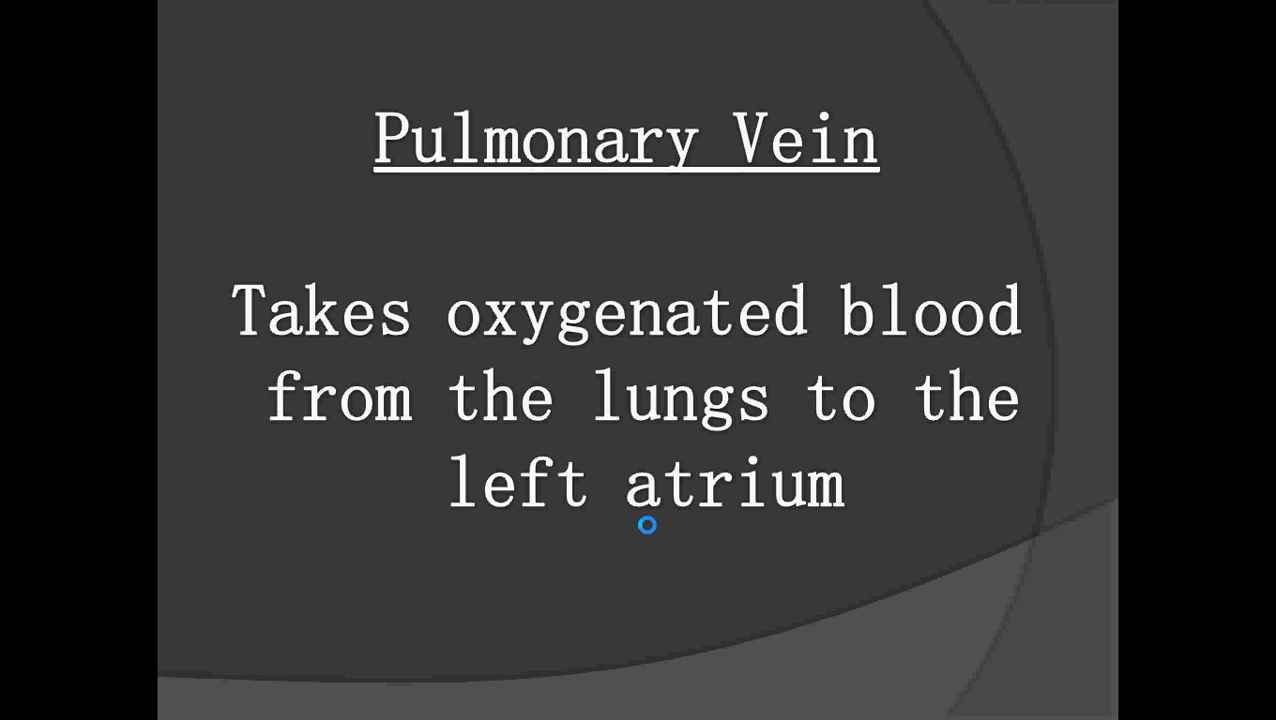 Pulmonary Vein
Takes oxygenated blood
from the lungs to the
left atrium